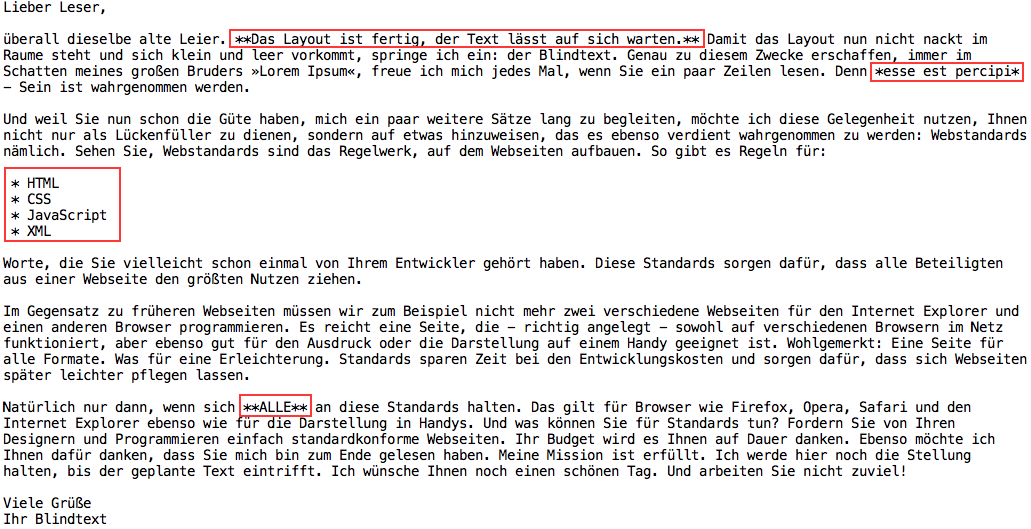 Lieber Leser,
überall dieselbe alte Leier. **Das Layout ist fertig, der Text lässt auf sich warten.** Damit das Layout nun nicht nackt im
Raume steht und sich klein und leer vorkommt, springe ich ein: der Blindtext. Genau zu diesem Zwecke erschaffen, immer im
Schatten meines großen Bruders »Lorem Ipsum«, freue ich mich jedes Mal, wenn Sie ein paar Zeilen lesen. Denn *esse est percipi*
– Sein ist wahrgenommen werden.
Und weil Sie nun schon die Güte haben, mich ein paar weitere Sätze lang zu begleiten, möchte ich diese Gelegenheit nutzen, Ihnen
nicht nur als Lückenfüller zu dienen, sondern auf etwas hinzuweisen, das es ebenso verdient wahrgenommen zu werden: Webstandards
nämlich. Sehen Sie, Webstandards sind das Regelwerk, auf dem Webseiten aufbauen. So gibt es Regeln für:
* HTML
* CSS
* JavaScript
* XML
Worte, die Sie vielleicht schon einmal von Ihrem Entwickler gehört haben. Diese Standards sorgen dafür, dass alle Beteiligten
aus einer Webseite den größten Nutzen ziehen.
Im Gegensatz zu früheren Webseiten müssen wir zum Beispiel nicht mehr zwei verschiedene Webseiten für den Internet Explorer und
einen anderen Browser programmieren. Es reicht eine Seite, die – richtig angelegt – sowohl auf verschiedenen Browsern im Netz
funktioniert, aber ebenso gut für den Ausdruck oder die Darstellung auf einem Handy geeignet ist. Wohlgemerkt: Eine Seite für
alle Formate. Was für eine Erleichterung. Standards sparen Zeit bei den Entwicklungskosten und sorgen dafür, dass sich Webseiten
später leichter pflegen lassen.
Natürlich nur dann, wenn sich **ALLE** an diese Standards halten. Das gilt für Browser wie Firefox, Opera, Safari und den
Internet Explorer ebenso wie für die Darstellung in Handys. Und was können Sie für Standards tun? Fordern Sie von Ihren
Designern und Programmieren einfach standardkonforme Webseiten. Ihr Budget wird es Ihnen auf Dauer danken. Ebenso möchte ich
Ihnen dafür danken, dass Sie mich bin zum Ende gelesen haben. Meine Mission ist erfüllt. Ich werde hier noch die Stellung
halten, bis der geplante Text eintrifft. Ich wünsche Ihnen noch einen schönen Tag. Und arbeiten Sie nicht zuviel!
Viele Grüße
Ihr Blindtext